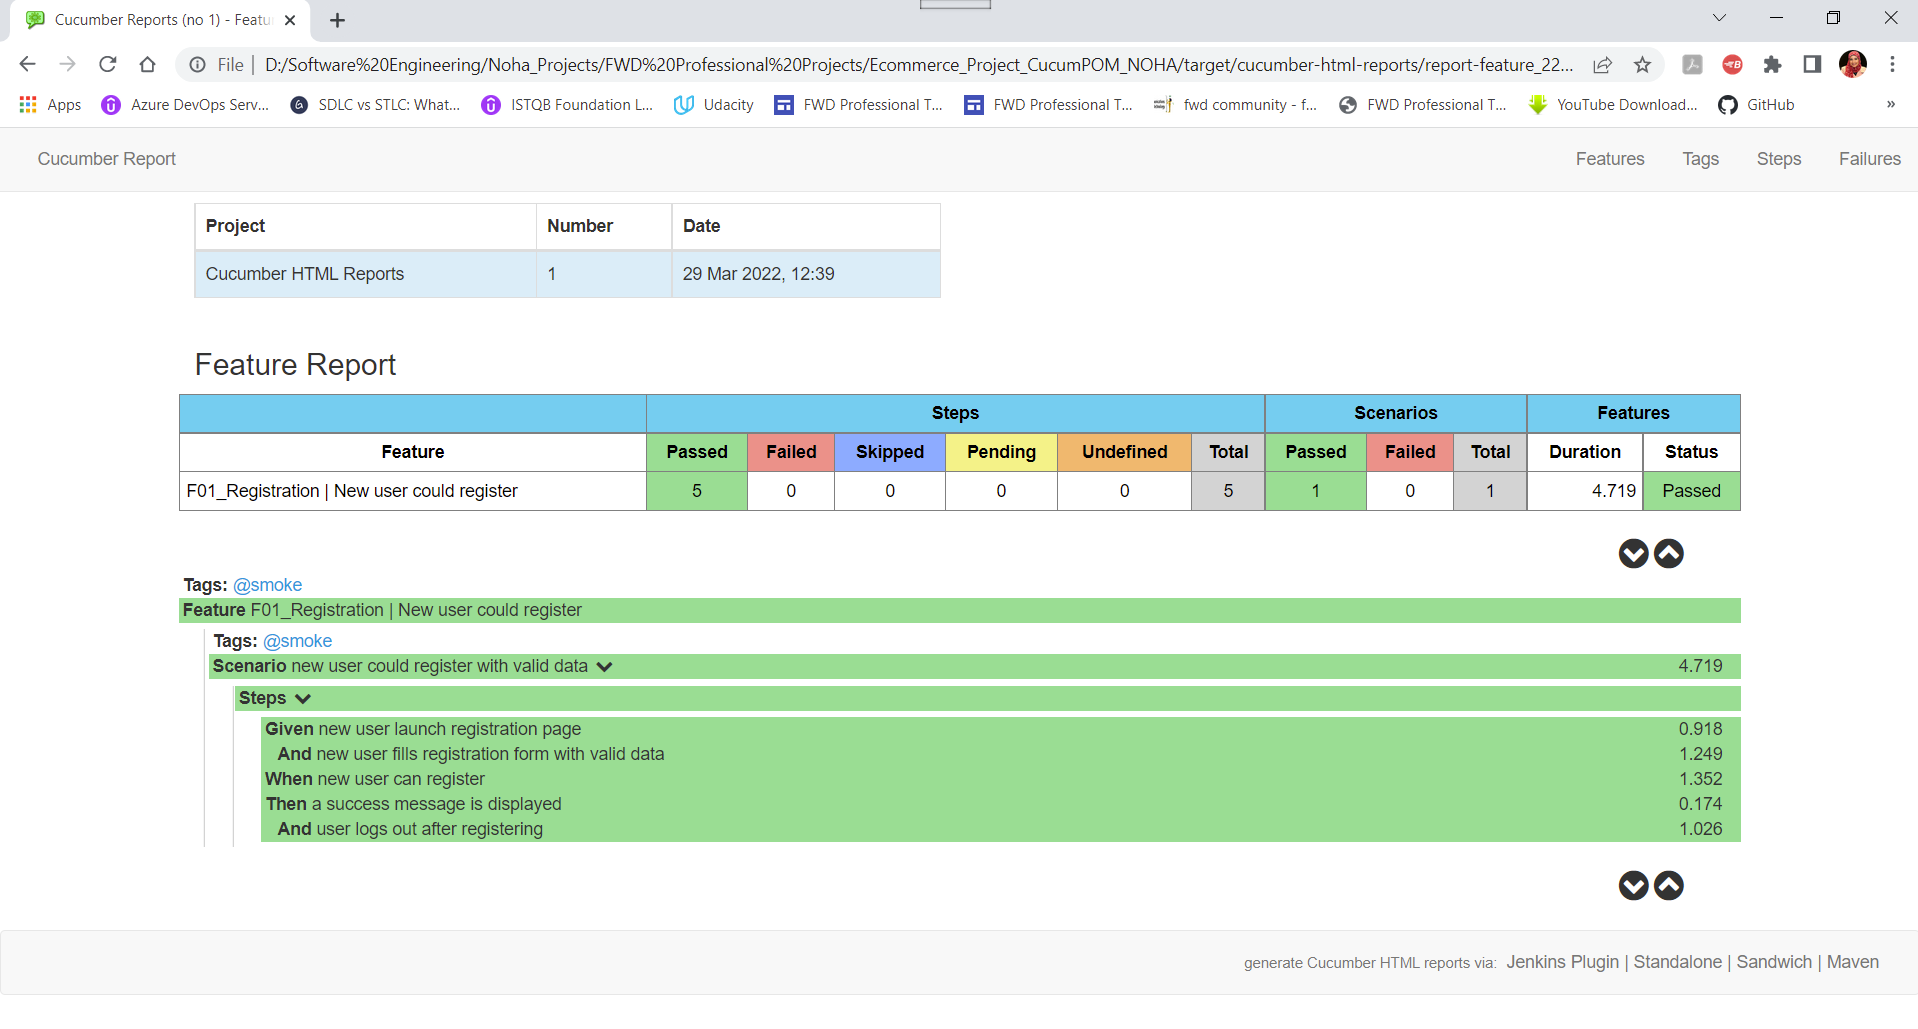 Cucumber Reports (no 1) - Featu
File | D:/Software%20Engineering/Noha_Projects/FWD%20Professional%20Projects/Ecommerce_Project_CucumPOM_NOHA/target/cucumber-html-reports/report-feature_22...
Apps Azure DevOps Serv... SDLC vs STLC: What... ISTQB Foundation L... Udacity FWD Professional T... FWD Professional T... fwd community - f... FWD Professional T... YouTube Download... GitHub »
Cucumber Report Features Tags Steps Failures
Project Number Date
Cucumber HTML Reports 1 29 Mar 2022, 12:39
Feature Report
Steps Scenarios Features
Feature Passed Failed Skipped Pending Undefined Total Passed Failed Total Duration Status
F01_Registration | New user could register 5 0 0 0 0 5 1 0 1 4.719 Passed
Tags: @smoke
Feature F01_Registration | New user could register
Tags: @smoke
Scenario new user could register with valid data 4.719
Steps
Given new user launch registration page 0.918
And new user fills registration form with valid data 1.249
When new user can register 1.352
Then a success message is displayed 0.174
And user logs out after registering 1.026
generate Cucumber HTML reports via: Jenkins Plugin | Standalone | Sandwich | Maven